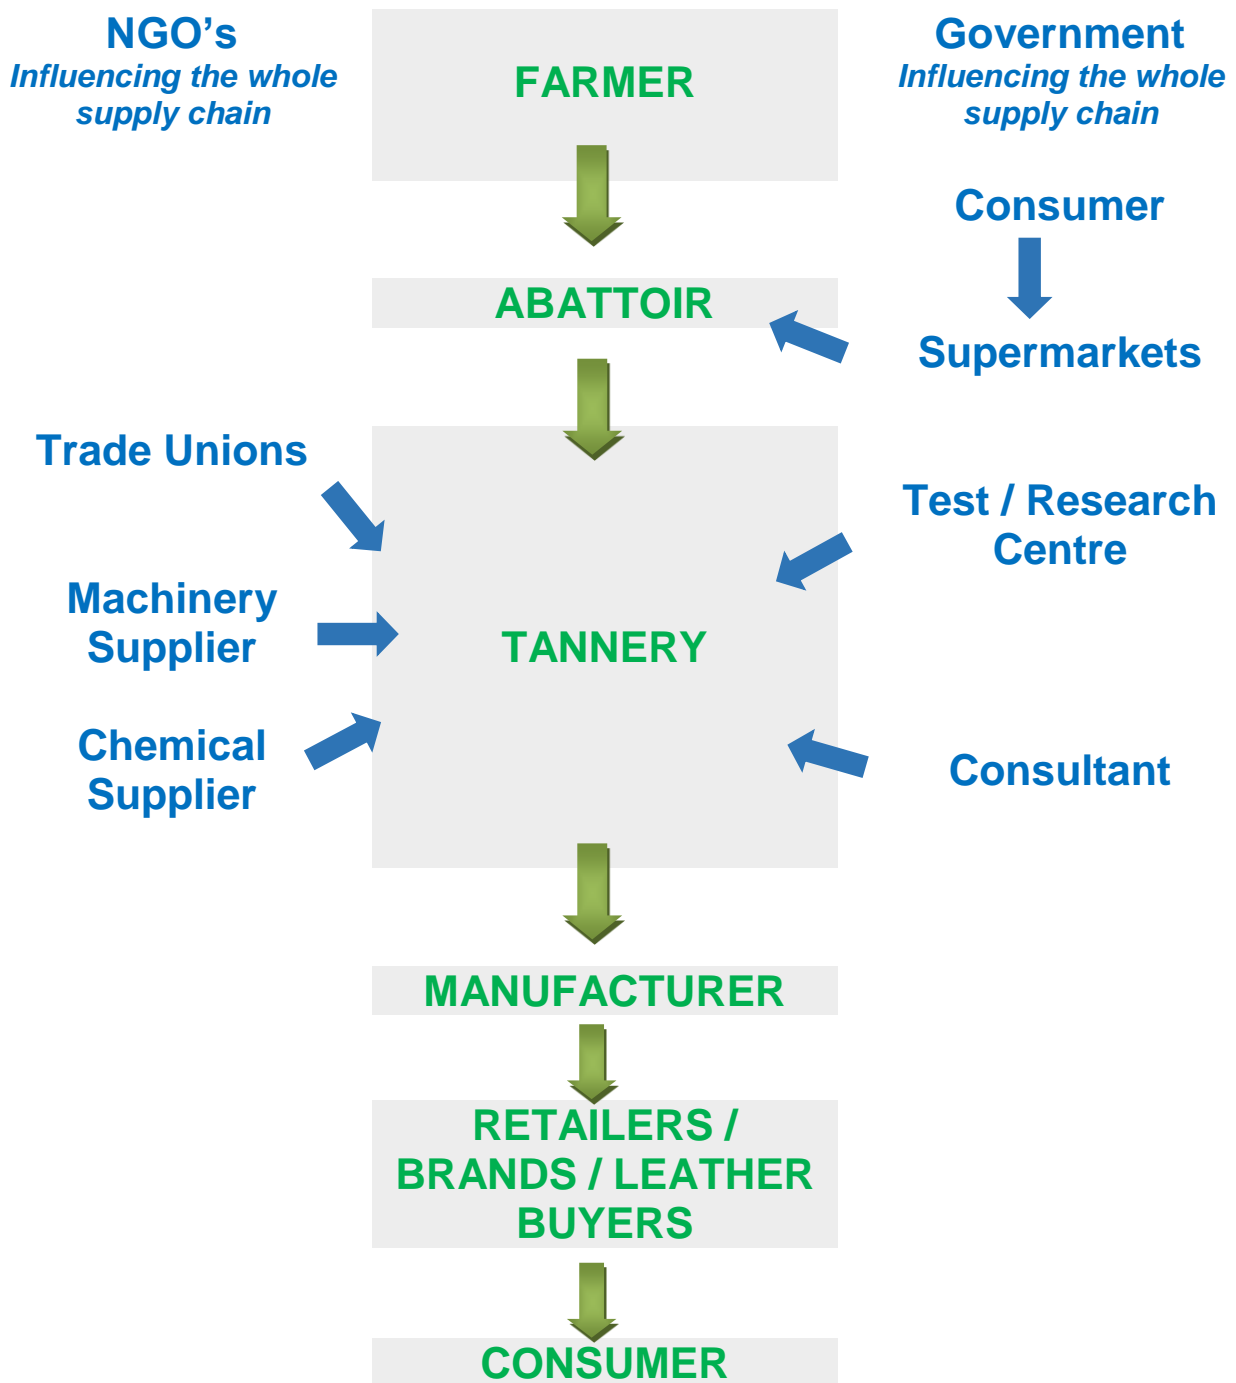 NGO's
Influencing the whole
supply chain
FARMER
Government
Influencing the whole
supply chain
Consumer
ABATTOIR
Supermarkets
Trade Unions
Test / Research
Centre
Machinery
Supplier
TANNERY
Chemical
Supplier
Consultant
MANUFACTURER
RETAILERS /
BRANDS / LEATHER
BUYERS
CONSUMER